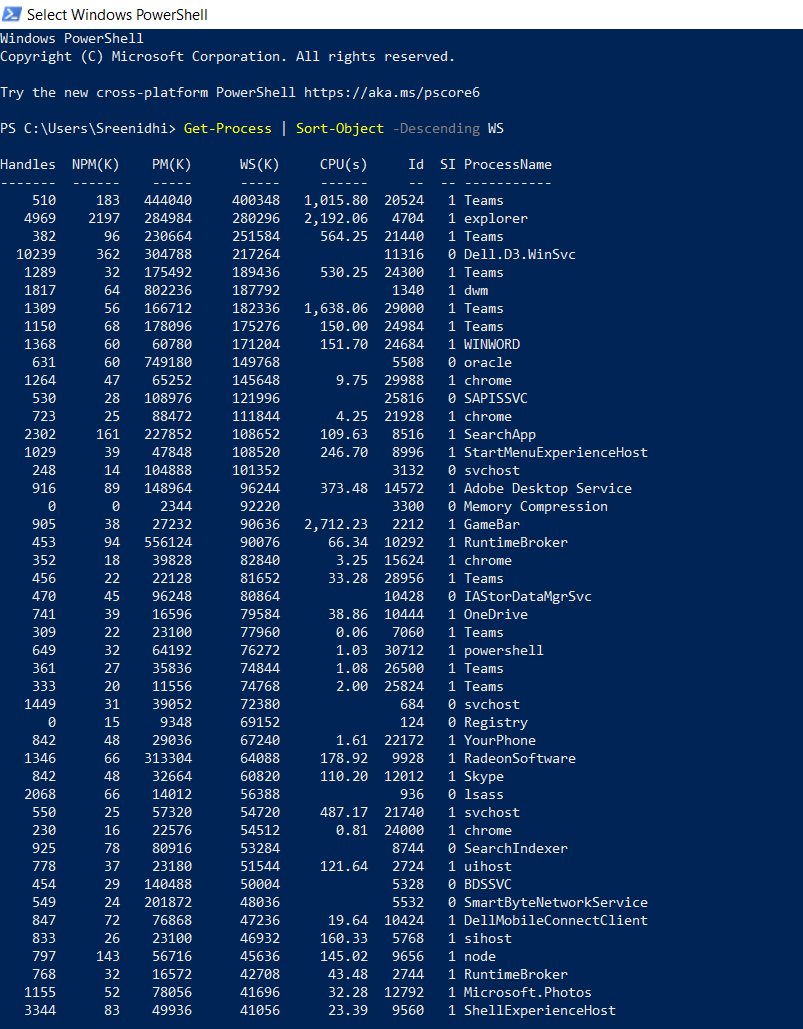 Select Windows PowerShell
Windows PowerShell
Copyright (C) Microsoft Corporation. All rights reserved.
Try the new cross-platform PowerShell https://aka.ms/pscore6
PS C:\Users\Sreenidhi> Get-Process | Sort-Object -Descending WS
Handles NPM(K) PM(K) WS(K) CPU(s) Id SI ProcessName
------- ------ ----- ----- ------ -- -- -----------
510 183 444040 400348 1,015.80 20524 1 Teams
4969 2197 284984 280296 2,192.06 4704 1 explorer
382 96 230664 251584 564.25 21440 1 Teams
10239 362 304788 217264 11316 0 Dell.D3.WinSvc
1289 32 175492 189436 530.25 24300 1 Teams
1817 64 802236 187792 1340 1 dwm
1309 56 166712 182336 1,638.06 29000 1 Teams
1150 68 178096 175276 150.00 24984 1 Teams
1368 60 60780 171204 151.70 24684 1 WINWORD
631 60 749180 149768 5508 0 oracle
1264 47 65252 145648 9.75 29988 1 chrome
530 28 108976 121996 25816 0 SAPISSVC
723 25 88472 111844 4.25 21928 1 chrome
2302 161 227852 108652 109.63 8516 1 SearchApp
1029 39 47848 108520 246.70 8996 1 StartMenuExperienceHost
248 14 104888 101352 3132 0 svchost
916 89 148964 96244 373.48 14572 1 Adobe Desktop Service
0 0 2344 92220 3300 0 Memory Compression
905 38 27232 90636 2,712.23 2212 1 GameBar
453 94 556124 90076 66.34 10292 1 RuntimeBroker
352 18 39828 82840 3.25 15624 1 chrome
456 22 22128 81652 33.28 28956 1 Teams
470 45 96248 80864 10428 0 IAStorDataMgrSvc
741 39 16596 79584 38.86 10444 1 OneDrive
309 22 23100 77960 0.06 7060 1 Teams
649 32 64192 76272 1.03 30712 1 powershell
361 27 35836 74844 1.08 26500 1 Teams
333 20 11556 74768 2.00 25824 1 Teams
1449 31 39052 72380 684 0 svchost
0 15 9348 69152 124 0 Registry
842 48 29036 67240 1.61 22172 1 YourPhone
1346 66 313304 64088 178.92 9928 1 RadeonSoftware
842 48 32664 60820 110.20 12012 1 Skype
2068 66 14012 56388 936 0 lsass
550 25 57320 54720 487.17 21740 1 svchost
230 16 22576 54512 0.81 24000 1 chrome
925 78 80916 53284 8744 0 SearchIndexer
778 37 23180 51544 121.64 2724 1 uihost
454 29 140488 50004 5328 0 BDSSVC
549 24 201872 48036 5532 0 SmartByteNetworkService
847 72 76868 47236 19.64 10424 1 DellMobileConnectClient
833 26 23100 46932 160.33 5768 1 sihost
797 143 56716 45636 145.02 9656 1 node
768 32 16572 42708 43.48 2744 1 RuntimeBroker
1155 52 78056 41696 32.28 12792 1 Microsoft.Photos
3344 83 49936 41056 23.39 9560 1 ShellExperienceHost